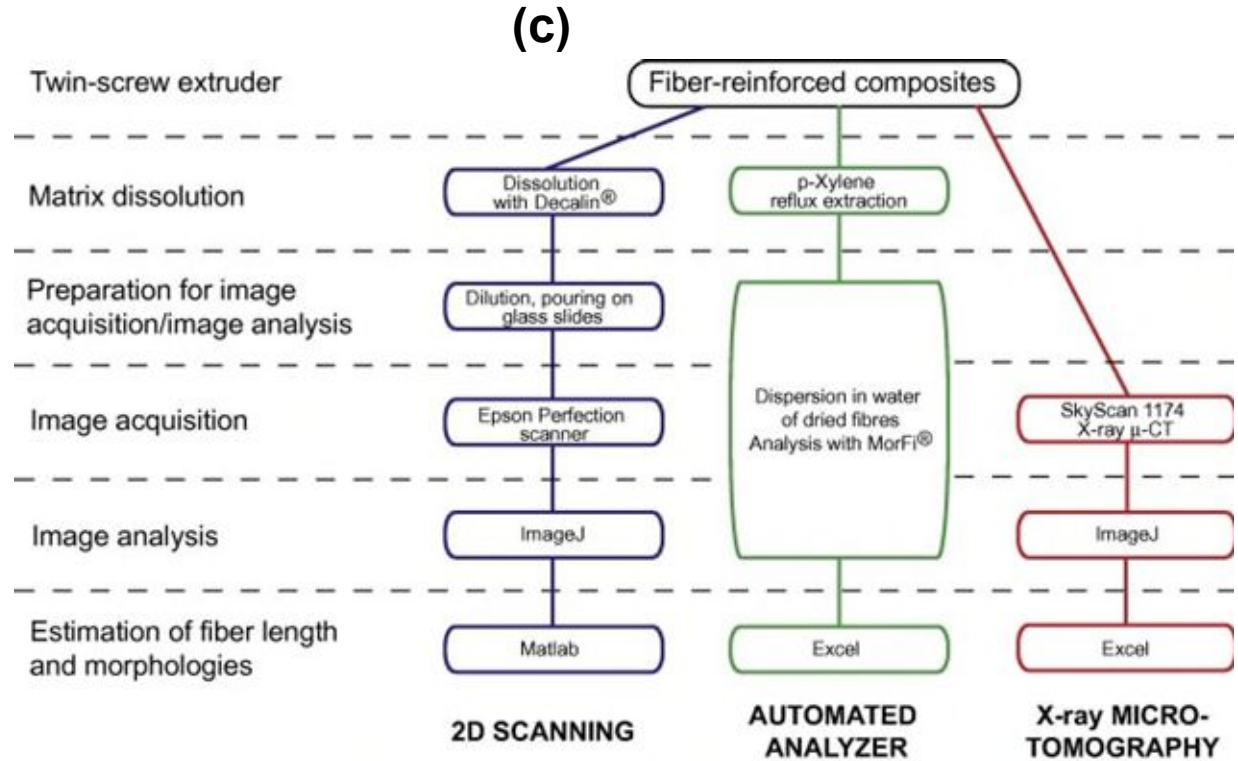 (c)
Twin-screw extruder
Fiber-reinforced composites
Matrix dissolution
Dissolution
with Decalin®
p-Xylene
reflux extraction
Preparation for image
acquisition/image analysis
Dilution, pouring on
glass slides
Dispersion in water
of dried fibres
Analysis with MorFi®
Image acquisition
Epson Perfection
scanner
SkyScan 1174
X-ray µ-CT
Image analysis
ImageJ
ImageJ
Estimation of fiber length
and morphologies
Matlab
Excel
Excel
2D SCANNING
AUTOMATED
ANALYZER
X-ray MICRO-
TOMOGRAPHY